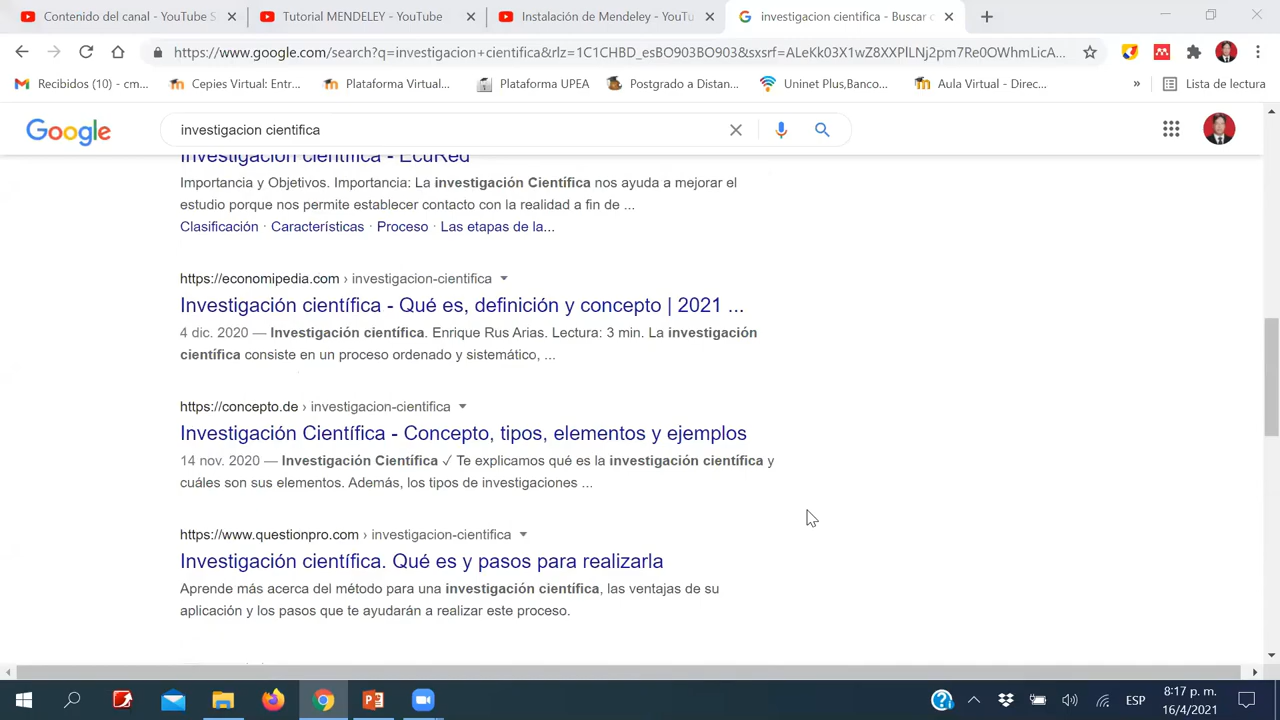 Contenido del canal - YouTube S
Tutorial MENDELEY - YouTube
Instalación de Mendeley - YouTu
investigacion cientifica - Buscar c
https://www.google.com/search?q=investigacion+cientifica&rlz=1C1CHBD_esBO903BO903&sxsrf=ALeKk03X1wZ8XXPlLNj2pm7Re0OWhmLicA...
Recibidos (10) - cm...
Cepies Virtual: Entr...
Plataforma Virtual...
Plataforma UPEA
Postgrado a Distan...
Uninet Plus,Banco...
Aula Virtual - Direc...
»
Lista de lectura
Google
investigacion cientifica
Investigación científica - EcuRed
Importancia y Objetivos. Importancia: La investigación Científica nos ayuda a mejorar el
estudio porque nos permite establecer contacto con la realidad a fin de ...
Clasificación · Características · Proceso · Las etapas de la...
https://economipedia.com › investigacion-cientifica
Investigación científica - Qué es, definición y concepto | 2021 ...
4 dic. 2020 — Investigación científica. Enrique Rus Arias. Lectura: 3 min. La investigación
científica consiste en un proceso ordenado y sistemático, ...
https://concepto.de › investigacion-cientifica
Investigación Científica - Concepto, tipos, elementos y ejemplos
14 nov. 2020 — Investigación Científica ✓ Te explicamos qué es la investigación científica y
cuáles son sus elementos. Además, los tipos de investigaciones ...
https://www.questionpro.com › investigacion-cientifica
Investigación científica. Qué es y pasos para realizarla
Aprende más acerca del método para una investigación científica, las ventajas de su
aplicación y los pasos que te ayudarán a realizar este proceso.
ESP
8:17 p. m.
16/4/2021